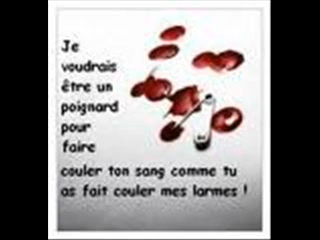 Je
voudrais
être un
poignard
pour
faire
couler ton sang comme tu
as fait couler mes larmes !